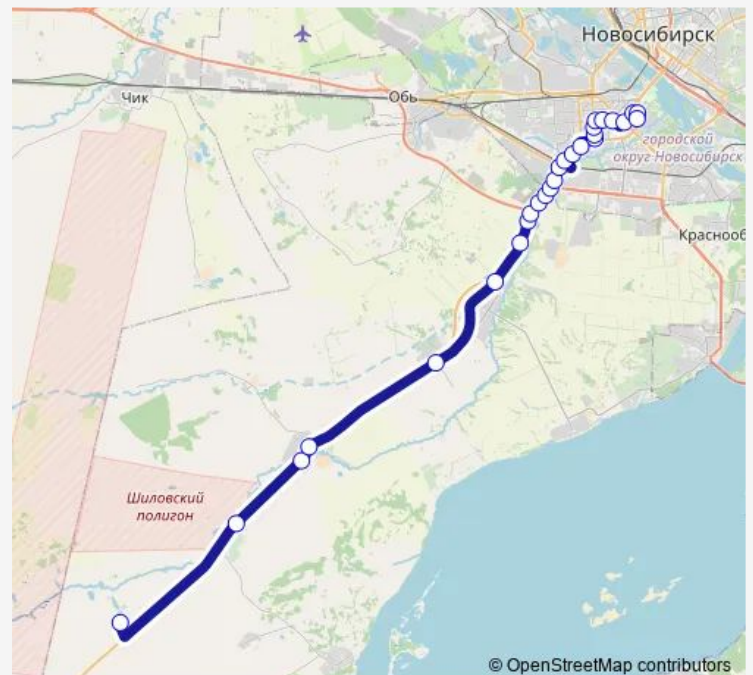 Новосибирск
Чик
Обь
городской
округ Новосибирск
Краснооб
Шиловский
полигон
© OpenStreetMap contributors